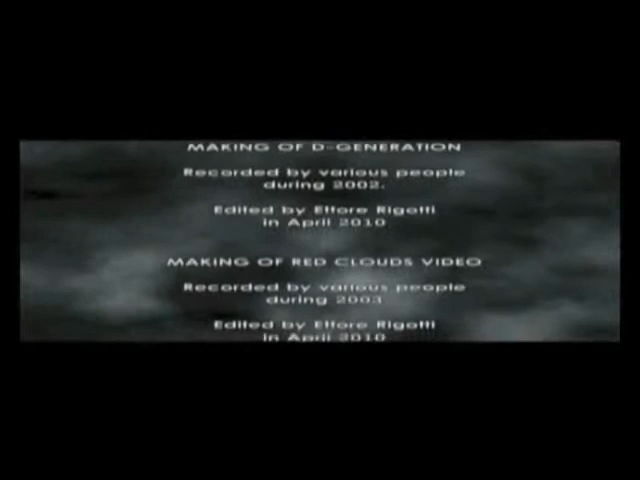 MAKING OF D-GENERATION
Recorded by various people
during 2002.
Edited by Ettore Rigotti
in April 2010
MAKING OF RED CLOUDS VIDEO
Recorded by various people
during 2003
Edited by Ettore Rigotti
in April 2010